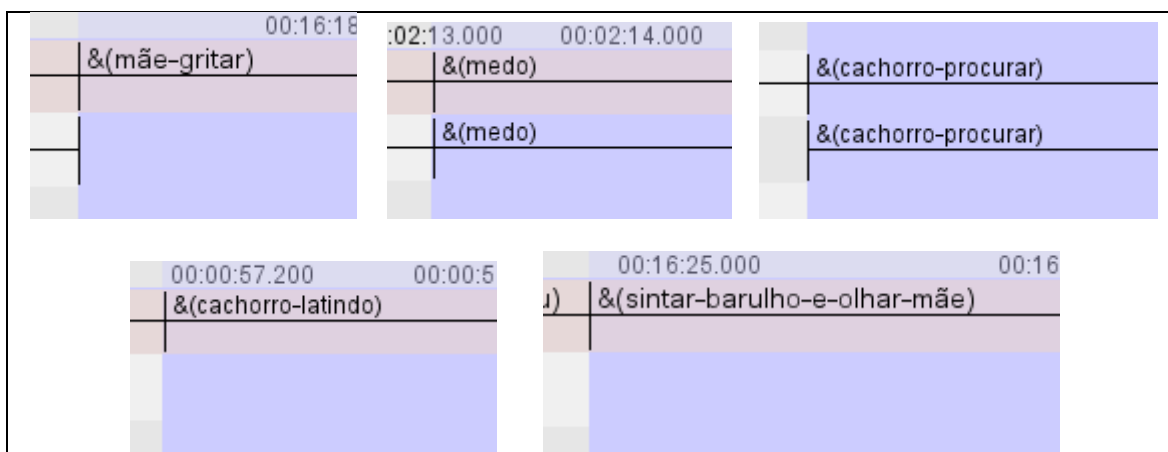 00:16:18
&(mãe-gritar)
:02:13.000 00:02:14.000
&(medo)
&(medo)
&(cachorro-procurar)
&(cachorro-procurar)
00:00:57.200 00:00:5
&(cachorro-latindo)
00:16:25.000 00:16
u) &(sintar-barulho-e-olhar-mãe)